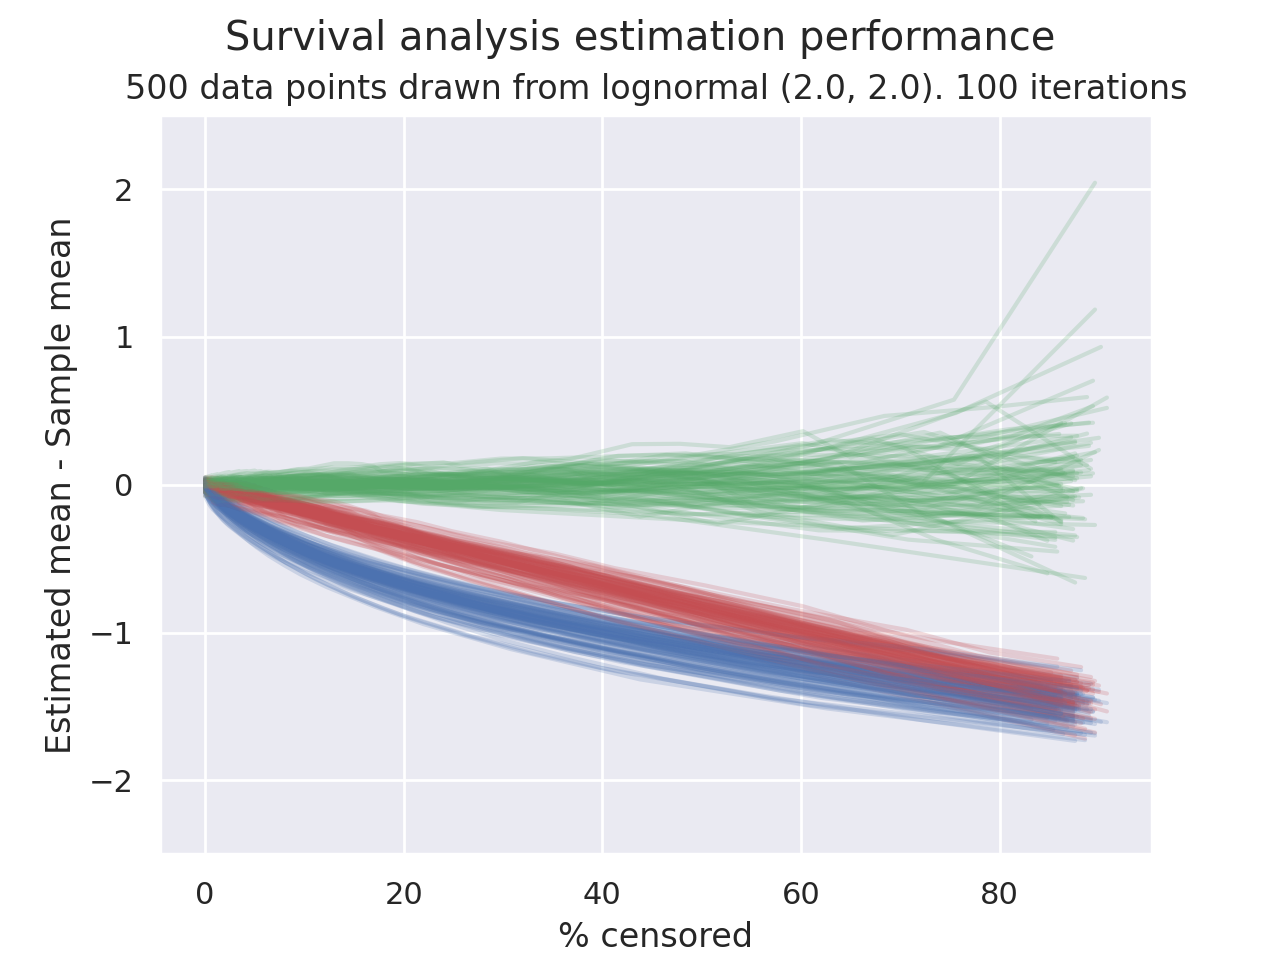 Survival analysis estimation performance
500 data points drawn from lognormal (2.0, 2.0). 100 iterations
Estimated mean - Sample mean
2
1
0
−1
−2
0 20 40 60 80
% censored